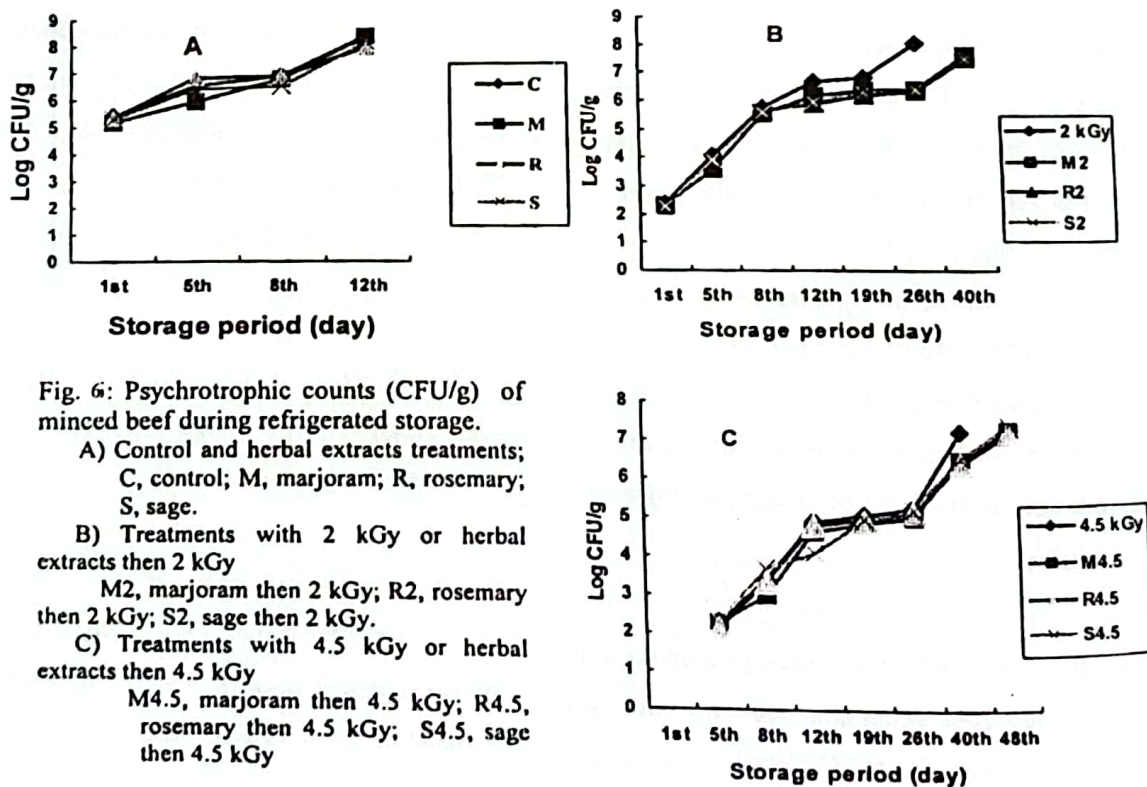 A
Log CFU/g
9
8
7
6
5
4
3
2
1
0
1st 5th 8th 12th
Storage period (day)
C
M
R
S
B
Log CFU/g
9
8
7
6
5
4
3
2
1
0
1st 5th 8th 12th 19th 26th 40th
Storage period (day)
2 kGy
M2
R2
S2
Fig. 6: Psychrotrophic counts (CFU/g) of
minced beef during refrigerated storage.
A) Control and herbal extracts treatments;
C, control; M, marjoram; R, rosemary;
S, sage.
B) Treatments with 2 kGy or herbal
extracts then 2 kGy
M2, marjoram then 2 kGy; R2, rosemary
then 2 kGy; S2, sage then 2 kGy.
C) Treatments with 4.5 kGy or herbal
extracts then 4.5 kGy
M4.5, marjoram then 4.5 kGy; R4.5,
rosemary then 4.5 kGy; S4.5, sage
then 4.5 kGy
C
Log CFU/g
8
7
6
5
4
3
2
1
0
1st 5th 8th 12th 19th 26th 40th 48th
Storage period (day)
4.5 kGy
M4.5
R4.5
S4.5